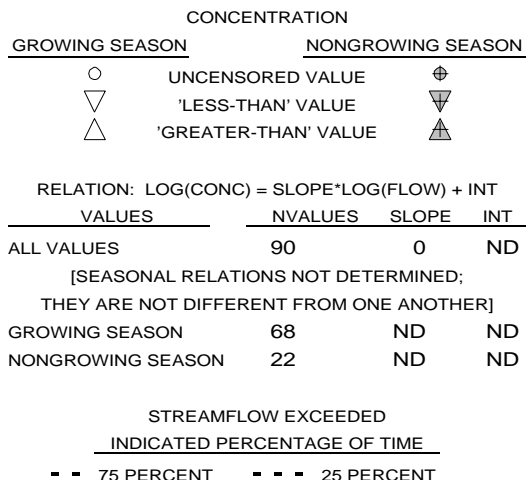 CONCENTRATION
GROWING SEASON NONGROWING SEASON
UNCENSORED VALUE
'LESS-THAN' VALUE
'GREATER-THAN' VALUE
RELATION: LOG(CONC) = SLOPE*LOG(FLOW) + INT
VALUES NVALUES SLOPE INT
ALL VALUES 90 0 ND
[SEASONAL RELATIONS NOT DETERMINED;
THEY ARE NOT DIFFERENT FROM ONE ANOTHER]
GROWING SEASON 68 ND ND
NONGROWING SEASON 22 ND ND
STREAMFLOW EXCEEDED
INDICATED PERCENTAGE OF TIME
75 PERCENT 25 PERCENT